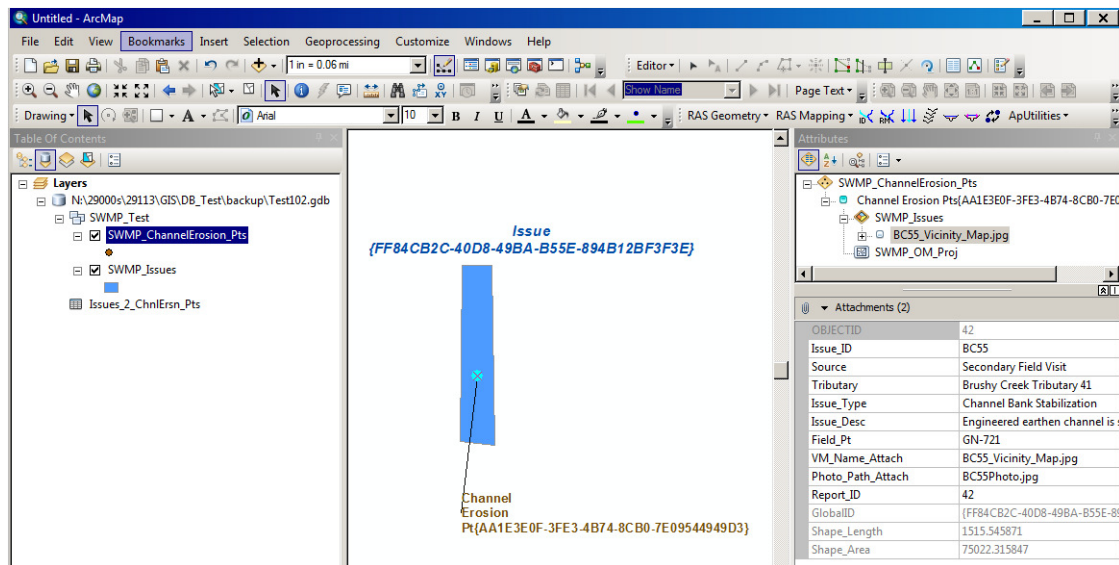 Untitled - ArcMap
File Edit View Bookmarks Insert Selection Geoprocessing Customize Windows Help
1 in = 0.06 mi
Editor
Show Name
Page Text
Drawing
A
Arial
10
B I U A
RAS Geometry
RAS Mapping
ApUtilities
Table Of Contents
Layers
N:\29000s\29113\GIS\DB_Test\backup\Test102.gdb
SWMP_Test
SWMP_ChannelErosion_Pts
SWMP_Issues
Issues_2_ChnlErsn_Pts
Issue
{FF84CB2C-40D8-49BA-B55E-894B12BF3F3E}
Channel
Erosion
Pt{AA1E3E0F-3FE3-4B74-8CB0-7E09544949D3}
Attributes
SWMP_ChannelErosion_Pts
Channel Erosion Pts{AA1E3E0F-3FE3-4B74-8CB0-7E0
SWMP_Issues
BC55_Vicinity_Map.jpg
SWMP_OM_Proj
Attachments (2)
OBJECTID 42
Issue_ID BC55
Source Secondary Field Visit
Tributary Brushy Creek Tributary 41
Issue_Type Channel Bank Stabilization
Issue_Desc Engineered earthen channel is s
Field_Pt GN-721
VM_Name_Attach BC55_Vicinity_Map.jpg
Photo_Path_Attach BC55Photo.jpg
Report_ID 42
GlobalID {FF84CB2C-40D8-49BA-B55E-89
Shape_Length 1515.545871
Shape_Area 75022.315847